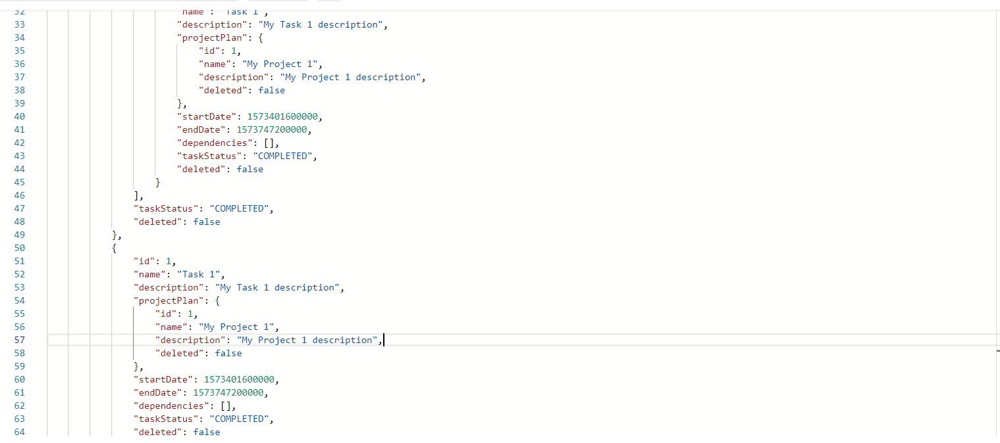 32 "name": "Task 1",
33 "description": "My Task 1 description",
34 "projectPlan": {
35 "id": 1,
36 "name": "My Project 1",
37 "description": "My Project 1 description",
38 "deleted": false
39 },
40 "startDate": 1573401600000,
41 "endDate": 1573747200000,
42 "dependencies": [],
43 "taskStatus": "COMPLETED",
44 "deleted": false
45 }
46 ],
47 "taskStatus": "COMPLETED",
48 "deleted": false
49 },
50 {
51 "id": 1,
52 "name": "Task 1",
53 "description": "My Task 1 description",
54 "projectPlan": {
55 "id": 1,
56 "name": "My Project 1",
57 "description": "My Project 1 description",
58 "deleted": false
59 },
60 "startDate": 1573401600000,
61 "endDate": 1573747200000,
62 "dependencies": [],
63 "taskStatus": "COMPLETED",
64 "deleted": false